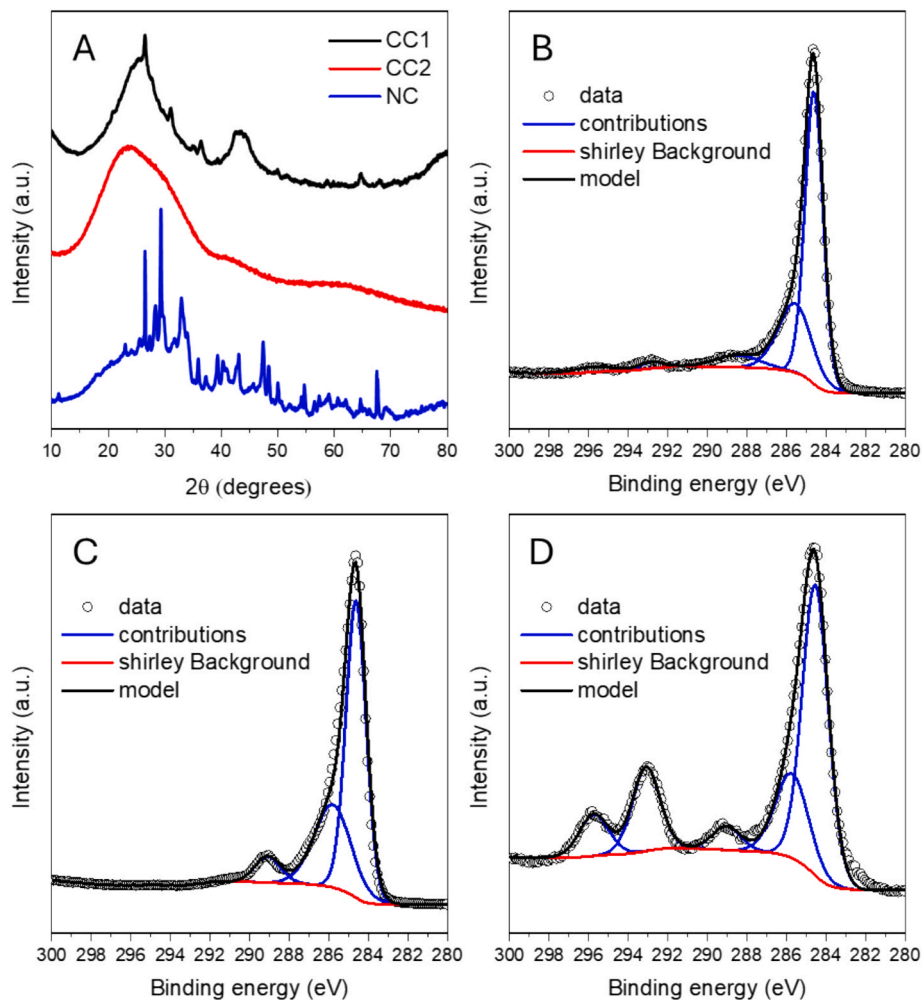 A
CC1
CC2
NC
Intensity (a.u.)
10 20 30 40 50 60 70 80
2θ (degrees)
B
data
contributions
shirley Background
model
Intensity (a.u.)
300 298 296 294 292 290 288 286 284 282 280
Binding energy (eV)
C
data
contributions
shirley Background
model
Intensity (a.u.)
300 298 296 294 292 290 288 286 284 282 280
Binding energy (eV)
D
data
contributions
shirley Background
model
Intensity (a.u.)
300 298 296 294 292 290 288 286 284 282 280
Binding energy (eV)